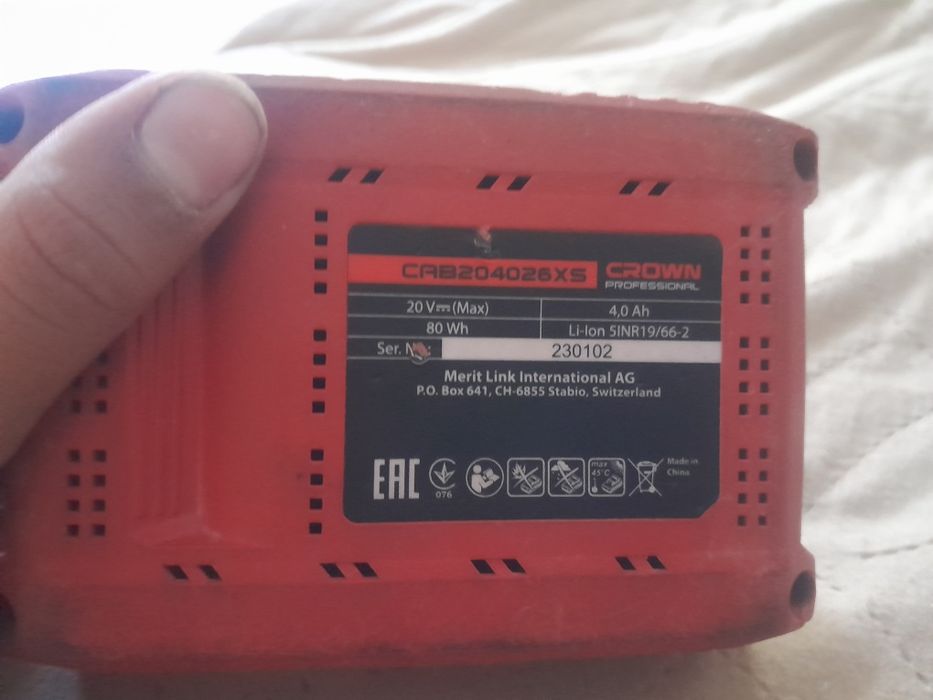 CAB204026XS CROWN
PROFESSIONAL
20 V⎓(Max) 4,0 Ah
80 Wh Li-Ion 5INR19/66-2
Ser. 230102
Merit Link International AG
P.O. Box 641, CH-6855 Stabio, Switzerland
EAC
076
max
45°C
Made in
China